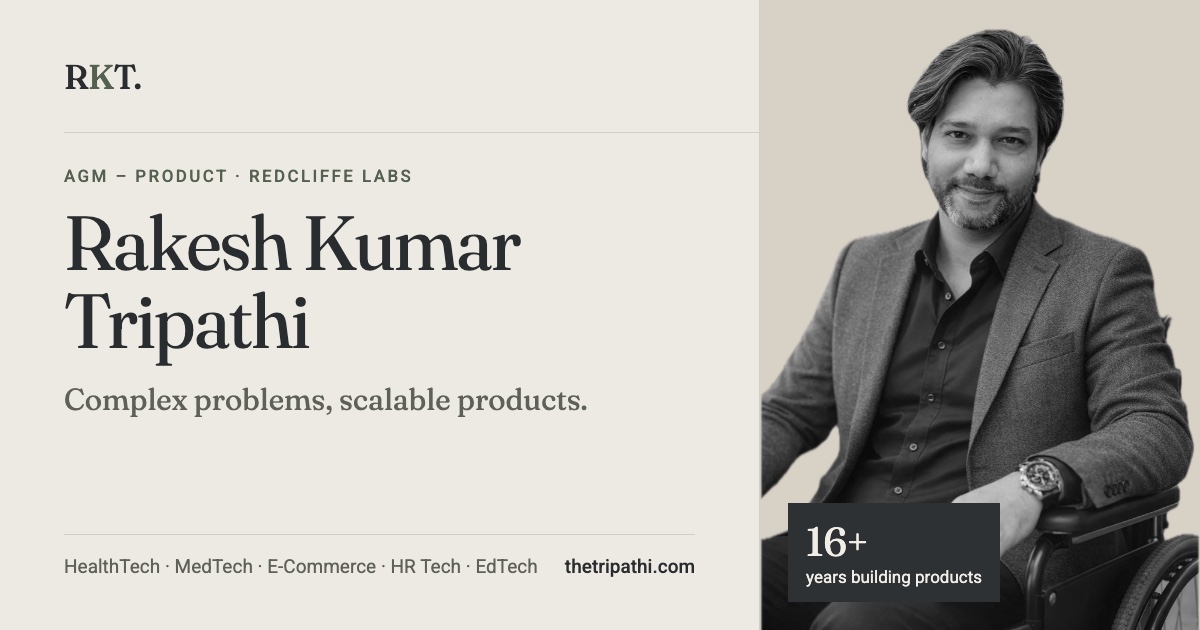 RKT.
AGM – PRODUCT · REDCLIFFE LABS
Rakesh Kumar
Tripathi
Complex problems, scalable products.
HealthTech · MedTech · E-Commerce · HR Tech · EdTech
thetripathi.com
16+
years building products